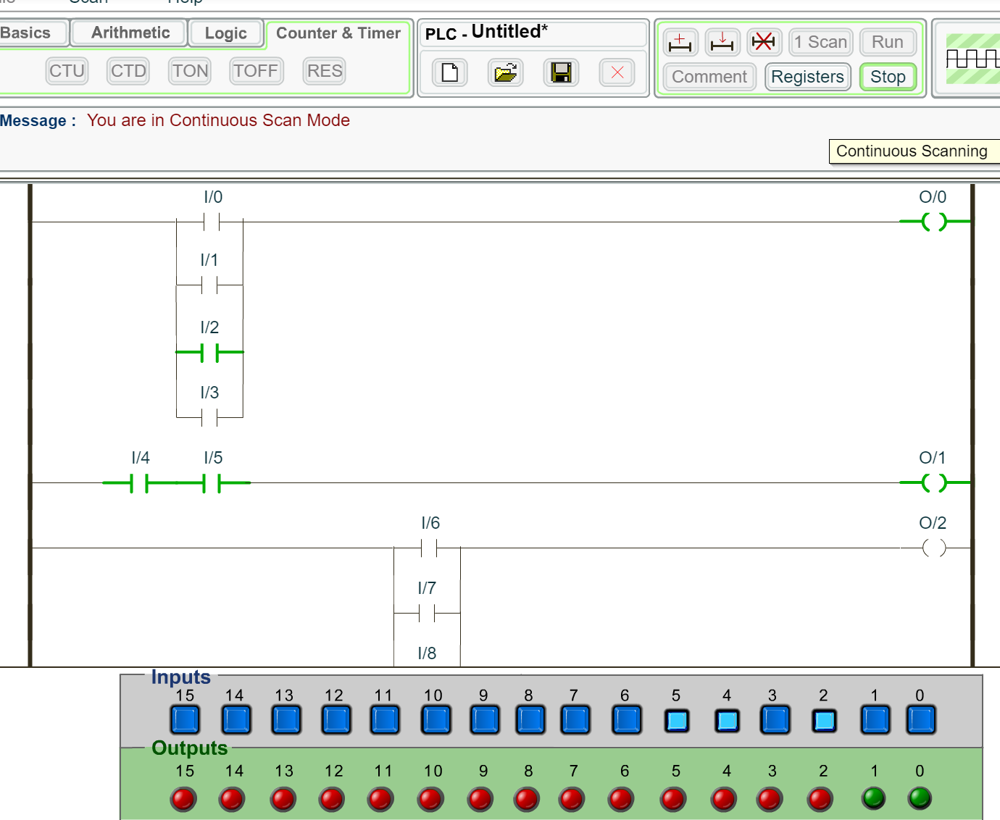 Basics Arithmetic Logic Counter & Timer PLC - Untitled*
CTU CTD TON TOFF RES
1 Scan Run
Comment Registers Stop
Message : You are in Continuous Scan Mode
Continuous Scanning
I/0 O/0
I/1
I/2
I/3
I/4 I/5 O/1
I/6 O/2
I/7
I/8
Inputs
15 14 13 12 11 10 9 8 7 6 5 4 3 2 1 0
Outputs
15 14 13 12 11 10 9 8 7 6 5 4 3 2 1 0